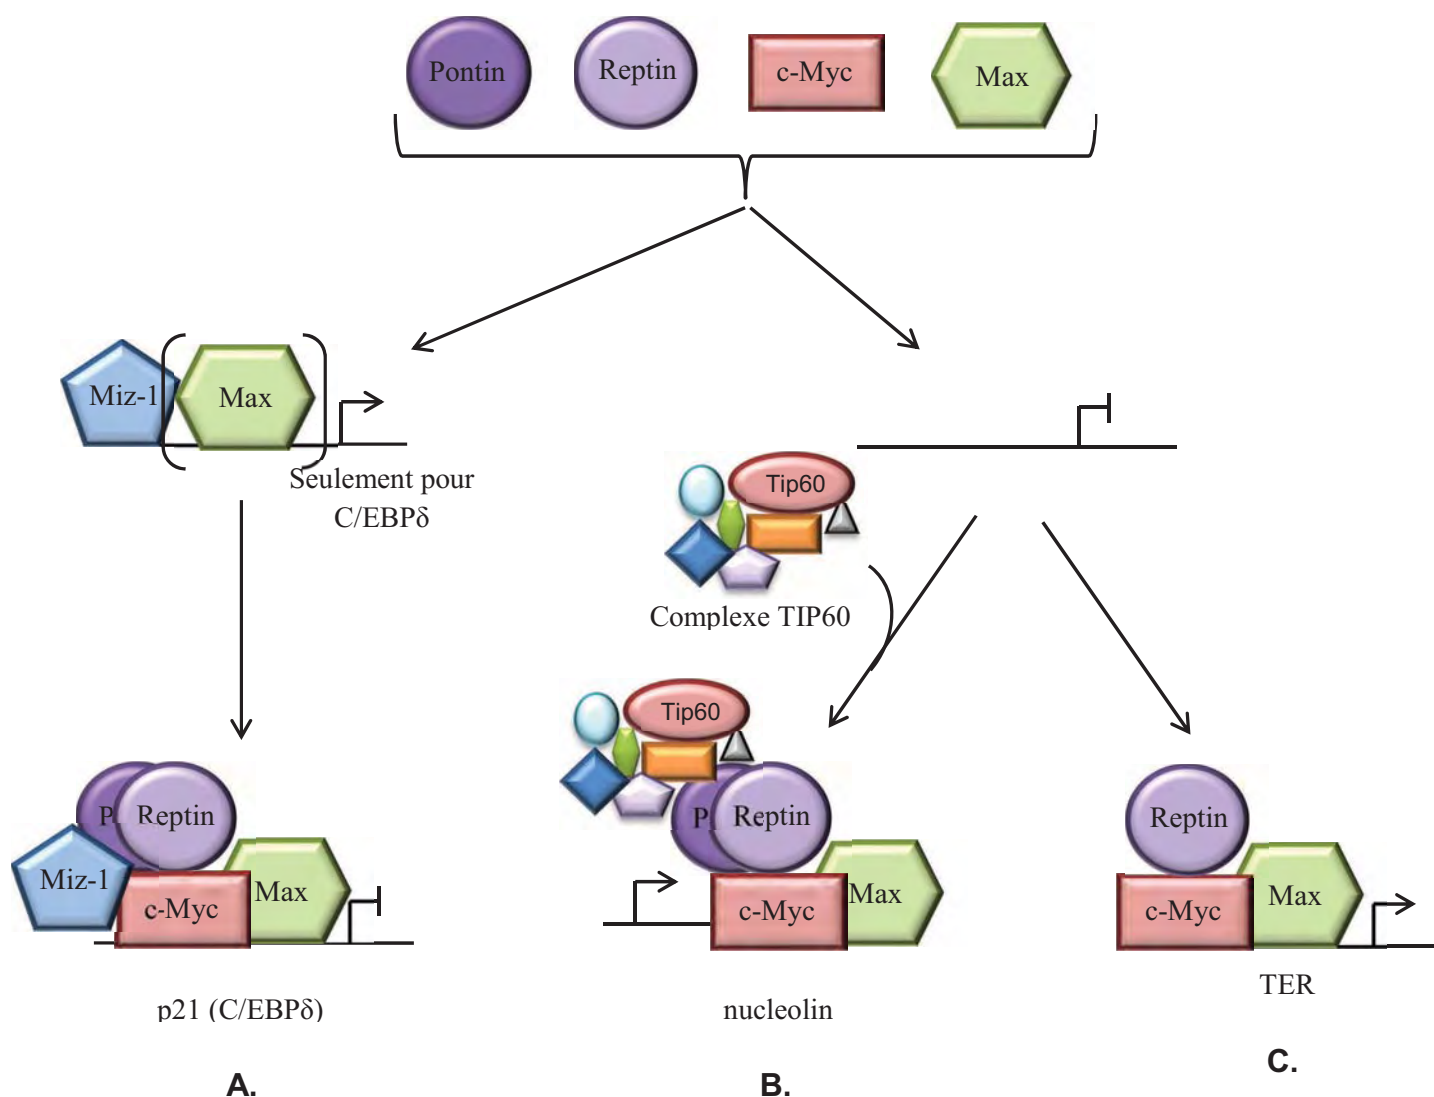 Pontin
Reptin
c-Myc
Max
Miz-1
Max
Seulement pour
C/EBPδ
Tip60
Complexe TIP60
Tip60
P
Reptin
Miz-1
c-Myc
Max
P
Reptin
c-Myc
Max
Reptin
c-Myc
Max
p21 (C/EBPδ)
nucleolin
TER
A.
B.
C.